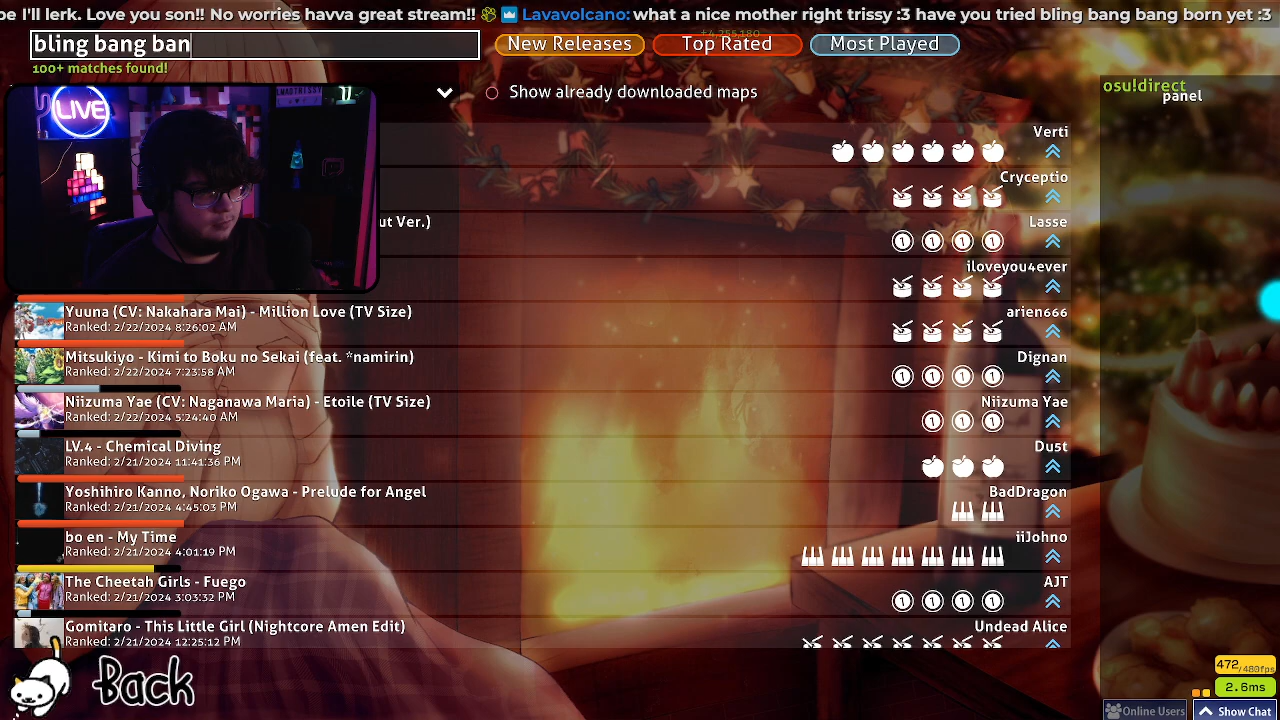 be I'll lerk. Love you son!! No worries havva great stream!! Lavavolcano: what a nice mother right trissy :3 have you tried bling bang bang born yet :3
bling bang ban
New Releases
Top Rated
Most Played
100+ matches found!
LIVE
Show already downloaded maps
osu!direct
panel
Verti
Cryceptio
ut Ver.)
Lasse
iloveyou4ever
Yuuna (CV: Nakahara Mai) - Million Love (TV Size)
Ranked: 2/22/2024 8:26:02 AM
arien666
Mitsukiyo - Kimi to Boku no Sekai (feat. *namirin)
Ranked: 2/22/2024 7:23:58 AM
Dignan
Niizuma Yae (CV: Naganawa Maria) - Etoile (TV Size)
Ranked: 2/22/2024 5:24:40 AM
Niizuma Yae
LV.4 - Chemical Diving
Ranked: 2/21/2024 11:41:36 PM
Dust
Yoshihiro Kanno, Noriko Ogawa - Prelude for Angel
Ranked: 2/21/2024 4:45:03 PM
BadDragon
bo en - My Time
Ranked: 2/21/2024 4:01:19 PM
iiJohno
The Cheetah Girls - Fuego
Ranked: 2/21/2024 3:03:32 PM
AJT
Gomitaro - This Little Girl (Nightcore Amen Edit)
Ranked: 2/21/2024 12:25:12 PM
Undead Alice
Back
472/480fps
2.6ms
Online Users
Show Chat